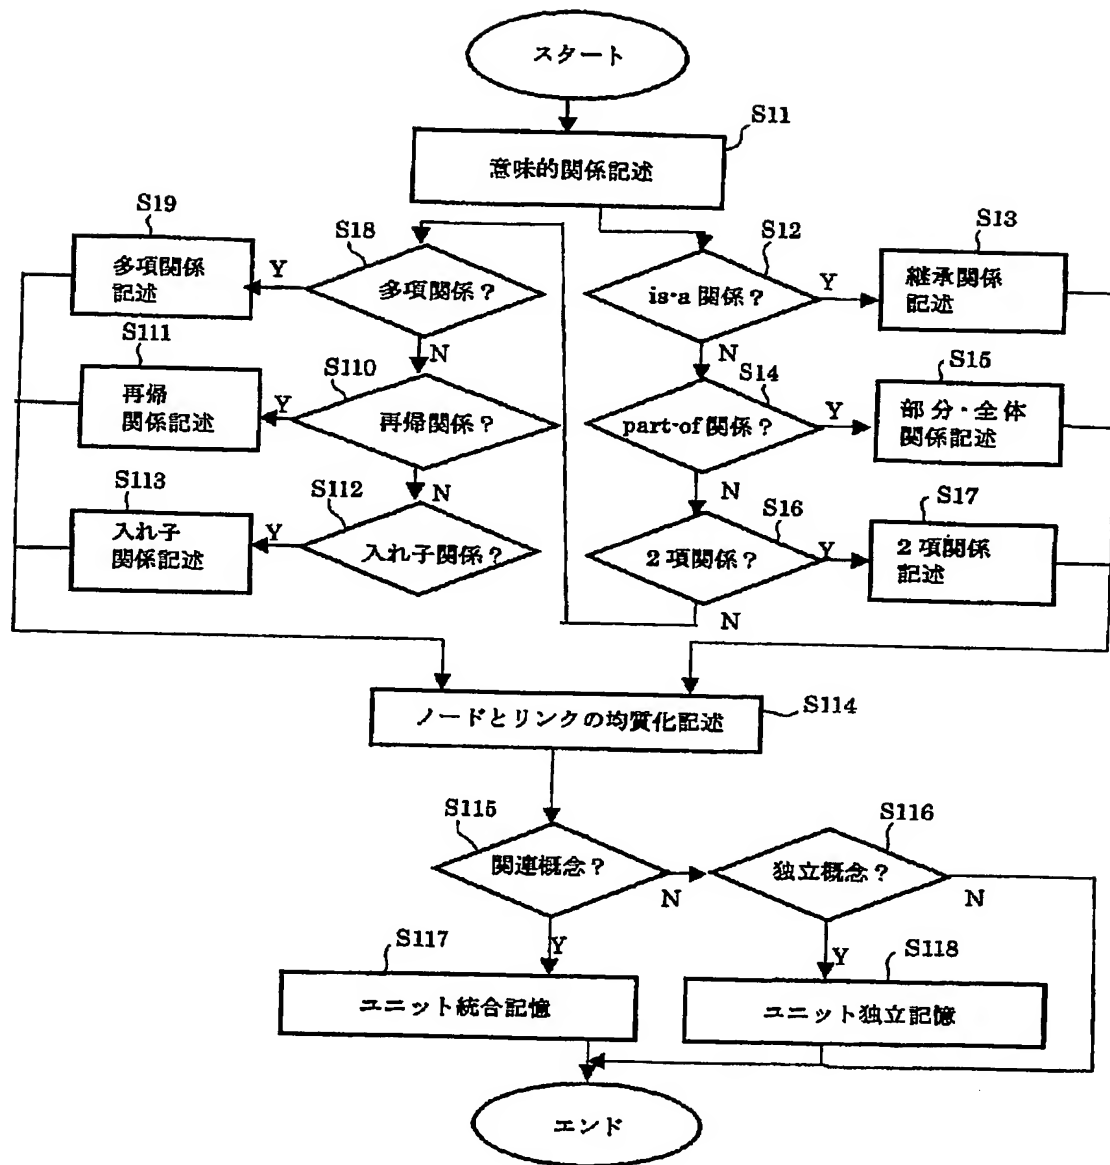 スタート
S11
意味的関係記述
S19
S18
S12
S13
多項関係
記述
Y
多項関係？
is-a 関係？
Y
継承関係
記述
S111
N
N
S110
S14
S15
再帰
関係記述
Y
再帰関係？
part-of 関係？
Y
部分・全体
関係記述
S113
S112
N
N
S16
S17
入れ子
関係記述
Y
入れ子関係？
2 項関係？
Y
2 項関係
記述
N
ノードとリンクの均質化記述
S114
S115
S116
関連概念？
N
独立概念？
N
S117
Y
Y
S118
ユニット統合記憶
ユニット独立記憶
エンド